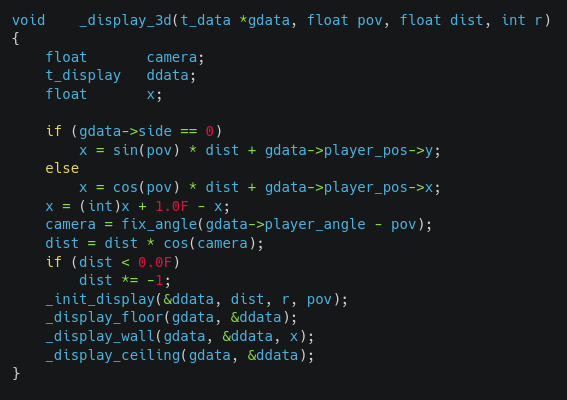 void    _display_3d(t_data *gdata, float pov, float dist, int r)
{
    float       camera;
    t_display   ddata;
    float       x;

    if (gdata->side == 0)
        x = sin(pov) * dist + gdata->player_pos->y;
    else
        x = cos(pov) * dist + gdata->player_pos->x;
    x = (int)x + 1.0F - x;
    camera = fix_angle(gdata->player_angle - pov);
    dist = dist * cos(camera);
    if (dist < 0.0F)
        dist *= -1;
    _init_display(&ddata, dist, r, pov);
    _display_floor(gdata, &ddata);
    _display_wall(gdata, &ddata, x);
    _display_ceiling(gdata, &ddata);
}